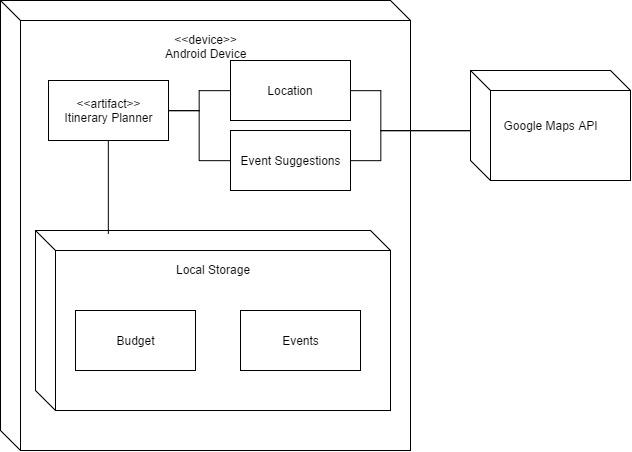 <<device>>
Android Device
<<artifact>>
Itinerary Planner
Location
Event Suggestions
Google Maps API
Local Storage
Budget
Events